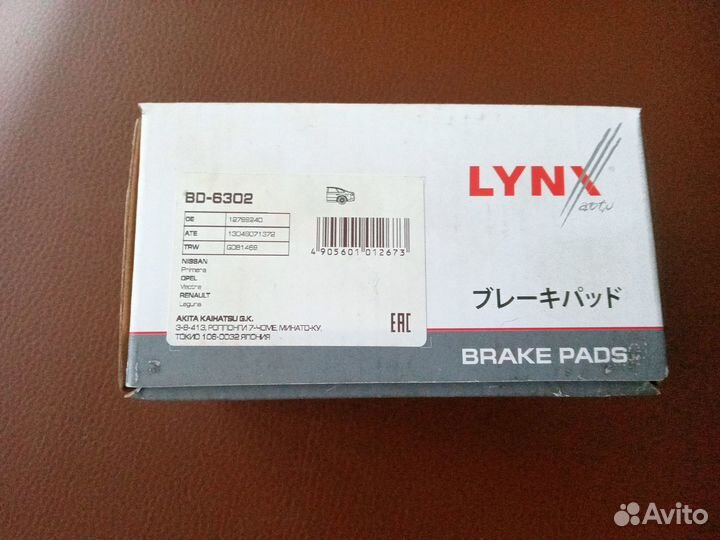 BD-6302
OE 12799240
ATE 13046071372
TRW GDB1469
NISSAN
Primera
OPEL
Vectra
RENAULT
Laguna
AKITA KAIHATSU G.K.
3-8-413, РОППОНГИ 7-ЧОМЕ, МИНАТО-КУ,
ТОКИО 106-0032 ЯПОНИЯ
4 905601 012673
EAC
LYNX
auto
ブレーキパッド
BRAKE PADS
Avito